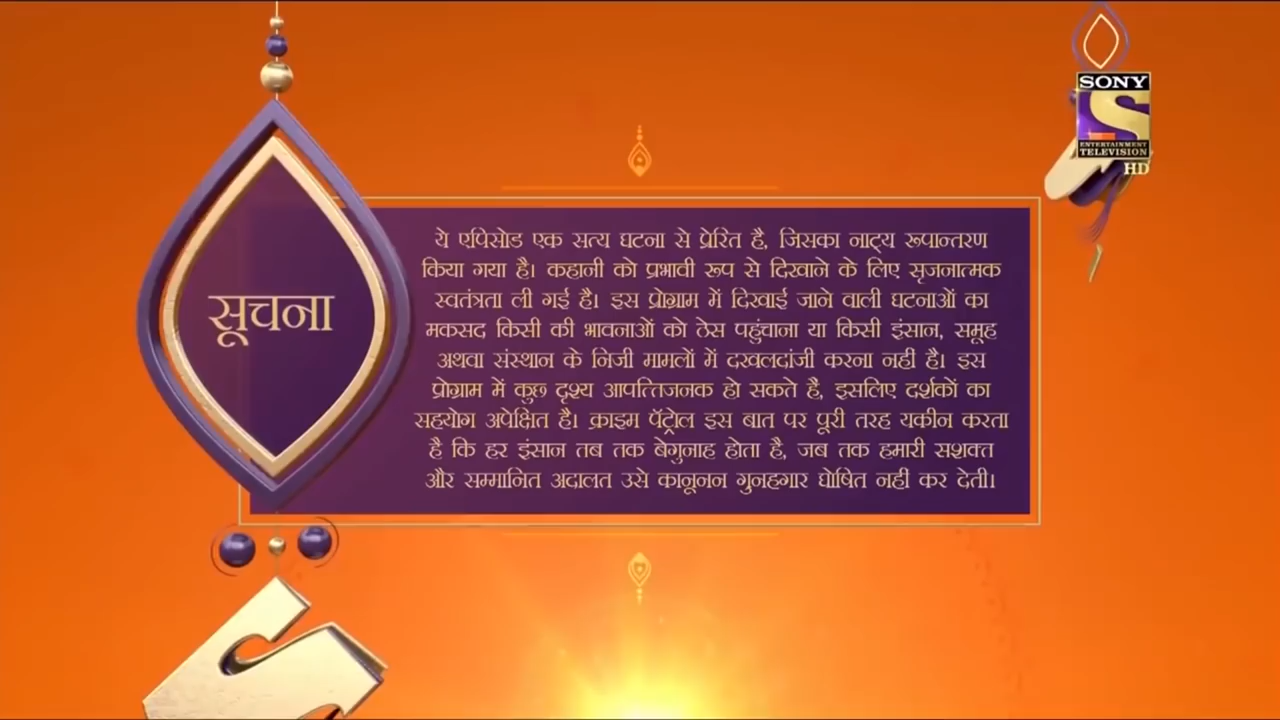 सूचना
ये एपिसोड एक सत्य घटना से प्रेरित है, जिसका नाट्य रूपान्तरण
किया गया है। कहानी को प्रभावी रूप से दिखाने के लिए सृजनात्मक
स्वतंत्रता ली गई है। इस प्रोग्राम में दिखाई जाने वाली घटनाओं का
मकसद किसी की भावनाओं को ठेस पहुंचाना या किसी इंसान, समूह
अथवा संस्थान के निजी मामलों में दखलदांजी करना नहीं है। इस
प्रोग्राम में कुछ दृश्य आपत्तिजनक हो सकते है, इसलिए दर्शकों का
सहयोग अपेक्षित है। क्राइम पॅट्रोल इस बात पर पूरी तरह यकीन करता
है कि हर इंसान तब तक बेगुनाह होता है, जब तक हमारी सशक्त
और सम्मानित अदालत उसे कानूनन गुनहगार घोषित नहीं कर देती।
SONY
ENTERTAINMENT
TELEVISION
HD